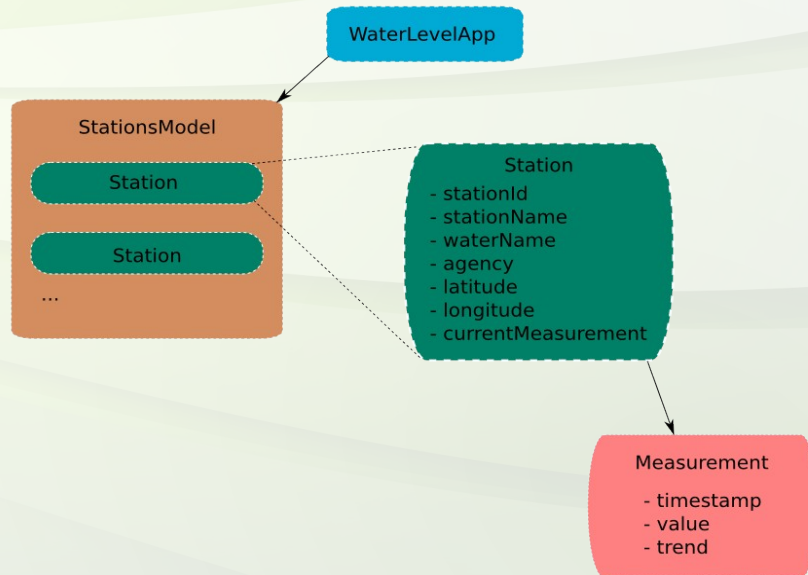 WaterLevelApp
StationsModel
Station
Station
...
Station
- stationId
- stationName
- waterName
- agency
- latitude
- longitude
- currentMeasurement
Measurement
- timestamp
- value
- trend